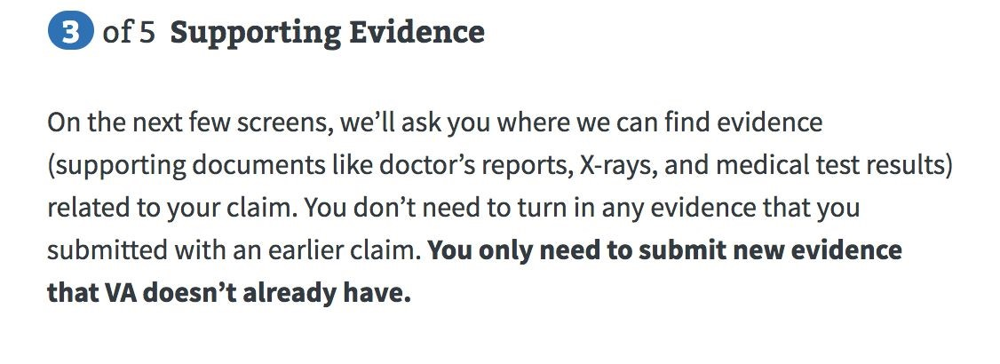 3 of 5 Supporting Evidence
On the next few screens, we’ll ask you where we can find evidence
(supporting documents like doctor’s reports, X-rays, and medical test results)
related to your claim. You don’t need to turn in any evidence that you
submitted with an earlier claim. You only need to submit new evidence
that VA doesn’t already have.